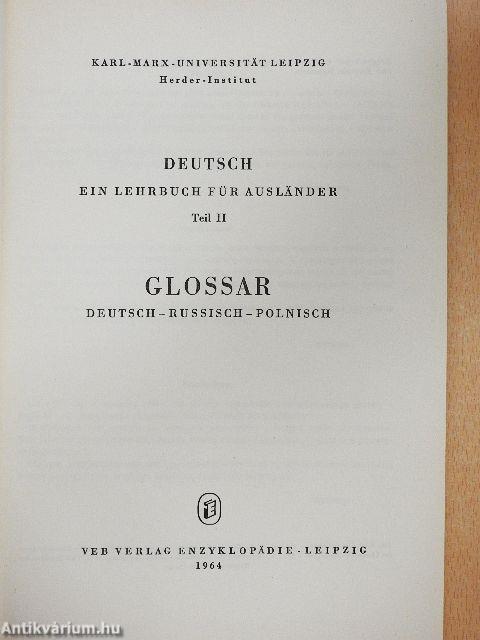 KARL-MARX-UNIVERSITÄT LEIPZIG
Herder-Institut
DEUTSCH
EIN LEHRBUCH FÜR AUSLÄNDER
Teil II
GLOSSAR
DEUTSCH–RUSSISCH–POLNISCH
E
VEB VERLAG ENZYKLOPÄDIE · LEIPZIG
1964
Antikvárium.hu